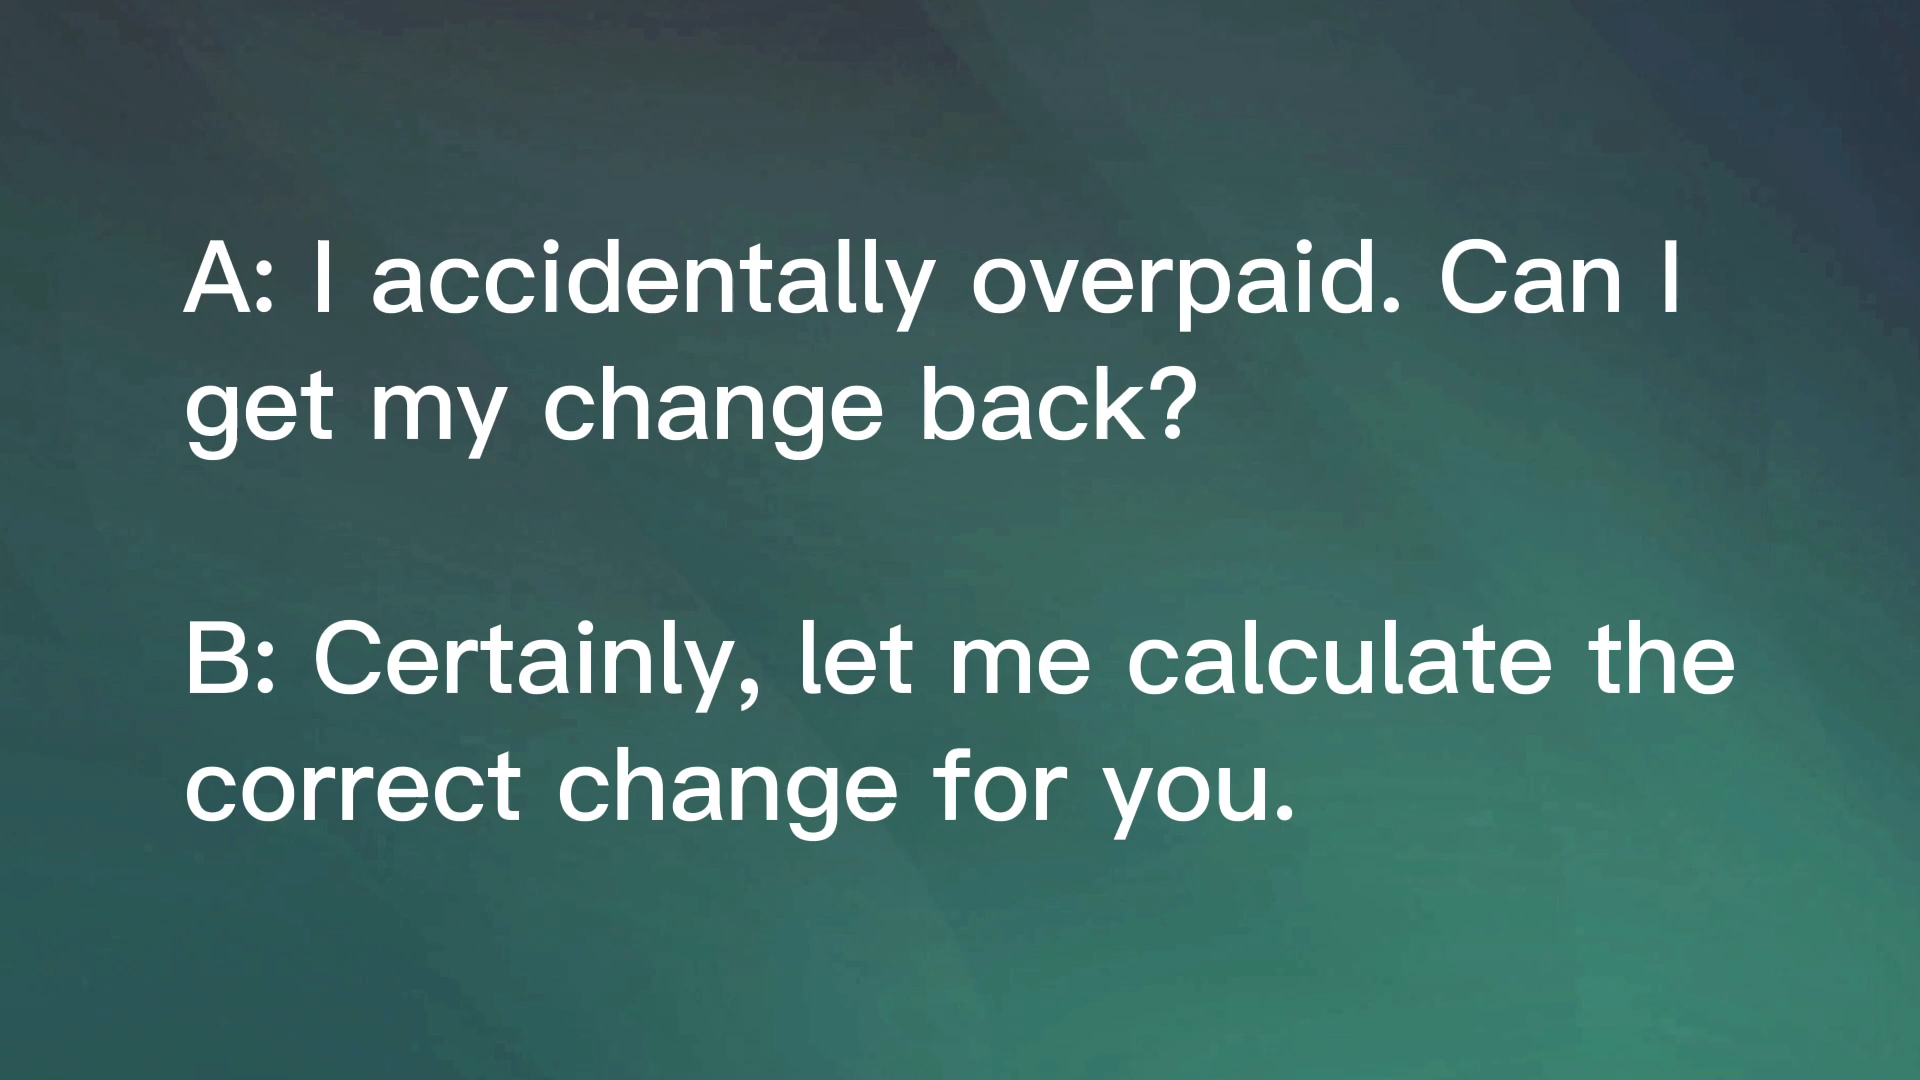 A: I accidentally overpaid. Can I
get my change back?
B: Certainly, let me calculate the
correct change for you.